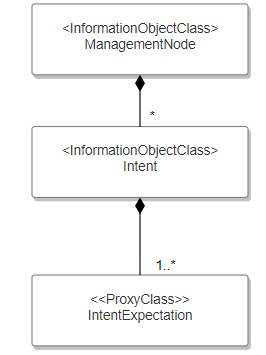 <InformationObjectClass>
ManagementNode
*
<InformationObjectClass>
Intent
1..*
<<ProxyClass>>
IntentExpectation